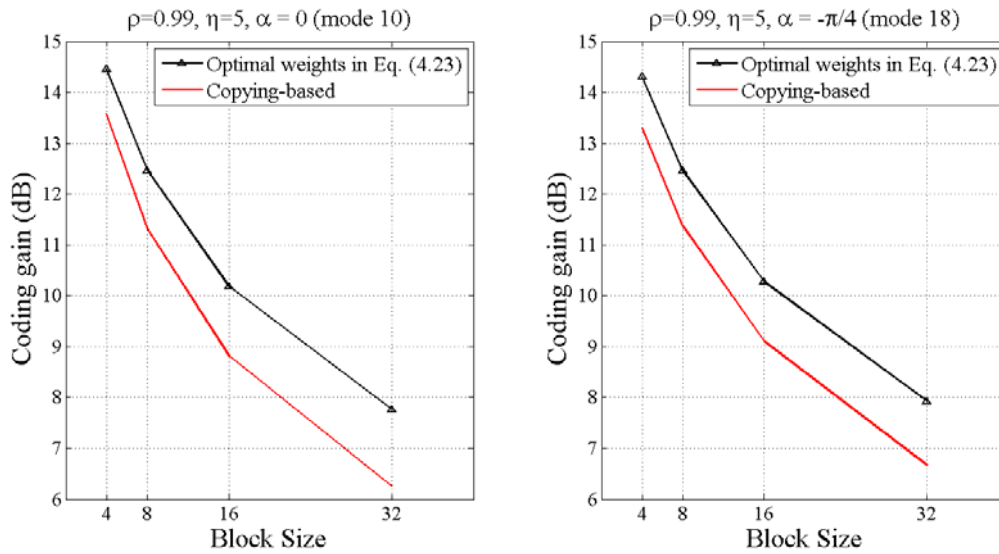 ρ=0.99, η=5, α = 0 (mode 10)
Optimal weights in Eq. (4.23)
Copying-based
Coding gain (dB)
15
14
13
12
11
10
9
8
7
6
4 8 16 32
Block Size
ρ=0.99, η=5, α = -π/4 (mode 18)
Optimal weights in Eq. (4.23)
Copying-based
Coding gain (dB)
15
14
13
12
11
10
9
8
7
6
4 8 16 32
Block Size